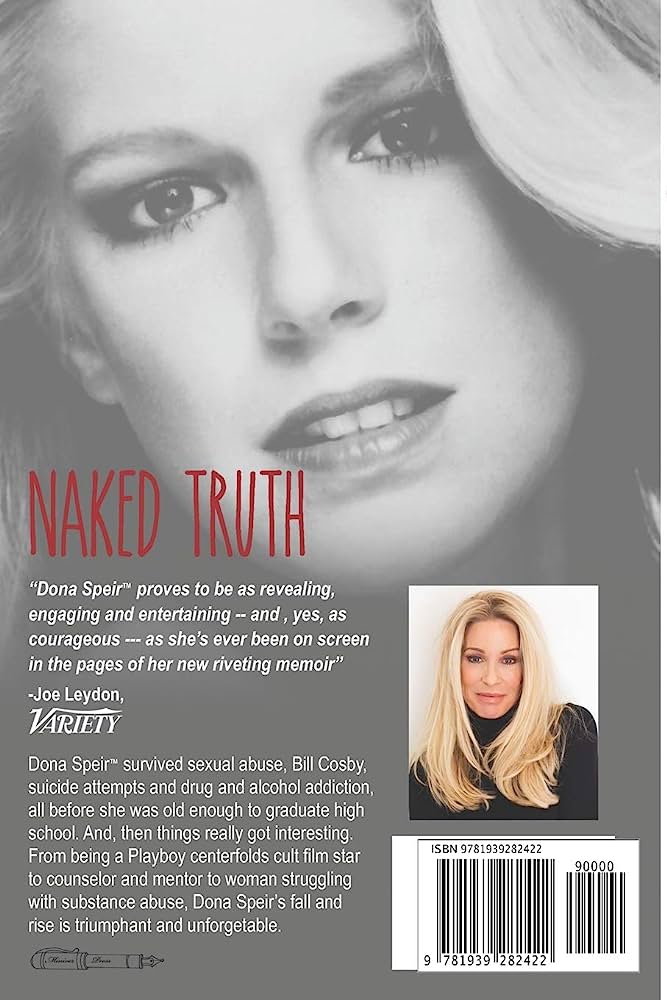 NAKED TRUTH
“Dona Speir™ proves to be as revealing,
engaging and entertaining -- and , yes, as
courageous --- as she’s ever been on screen
in the pages of her new riveting memoir”
-Joe Leydon,
VARIETY
Dona Speir™ survived sexual abuse, Bill Cosby,
suicide attempts and drug and alcohol addiction,
all before she was old enough to graduate high
school. And, then things really got interesting.
From being a Playboy centerfolds cult film star
to counselor and mentor to woman struggling
with substance abuse, Dona Speir’s fall and
rise is triumphant and unforgetable.
Press
ISBN 9781939282422
90000
9 781939 282422